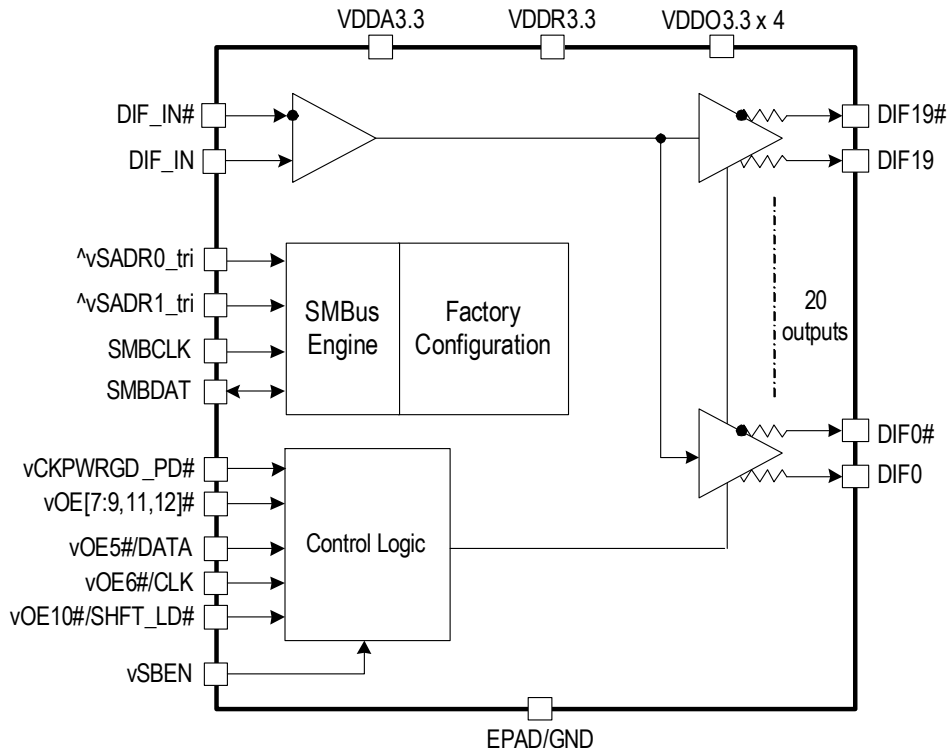 VDDA3.3
VDDR3.3
VDDO3.3 x 4
DIF_IN#
DIF_IN
DIF19#
DIF19
^vSADR0_tri
^vSADR1_tri
SMBCLK
SMBDAT
SMBus
Engine
Factory
Configuration
20
outputs
DIF0#
DIF0
vCKPWRGD_PD#
vOE[7:9,11,12]#
vOE5#/DATA
vOE6#/CLK
vOE10#/SHFT_LD#
vSBEN
Control Logic
EPAD/GND